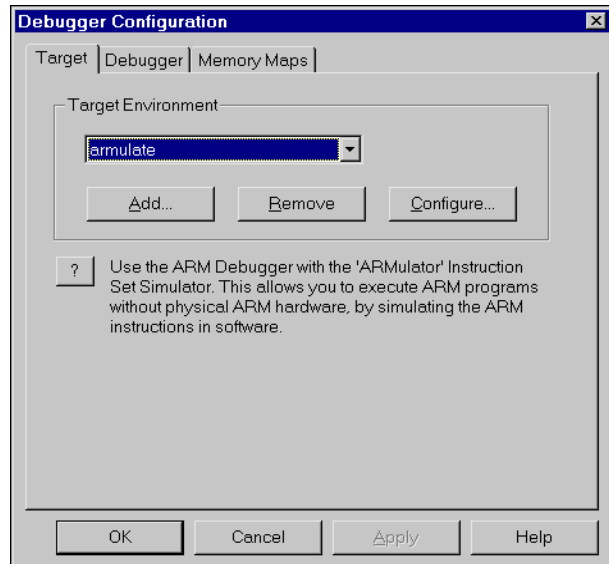 Debugger Configuration
Target Debugger Memory Maps
Target Environment
armulate
Add... Remove Configure...
? Use the ARM Debugger with the 'ARMulator' Instruction
Set Simulator. This allows you to execute ARM programs
without physical ARM hardware, by simulating the ARM
instructions in software.
OK Cancel Apply Help